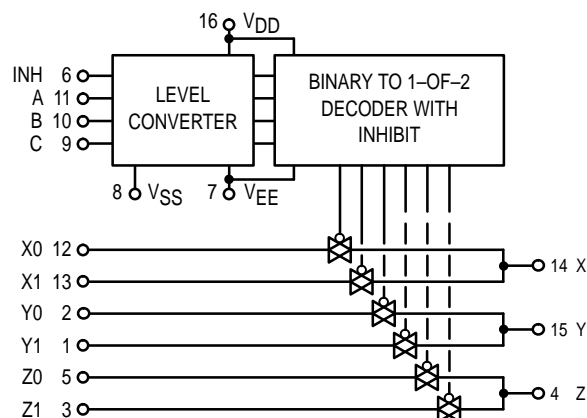 16 VDD
INH 6
A 11
B 10
C 9
LEVEL
CONVERTER
BINARY TO 1–OF–2
DECODER WITH
INHIBIT
8 VSS
7 VEE
X0 12
X1 13
14 X
Y0 2
Y1 1
15 Y
Z0 5
Z1 3
4 Z